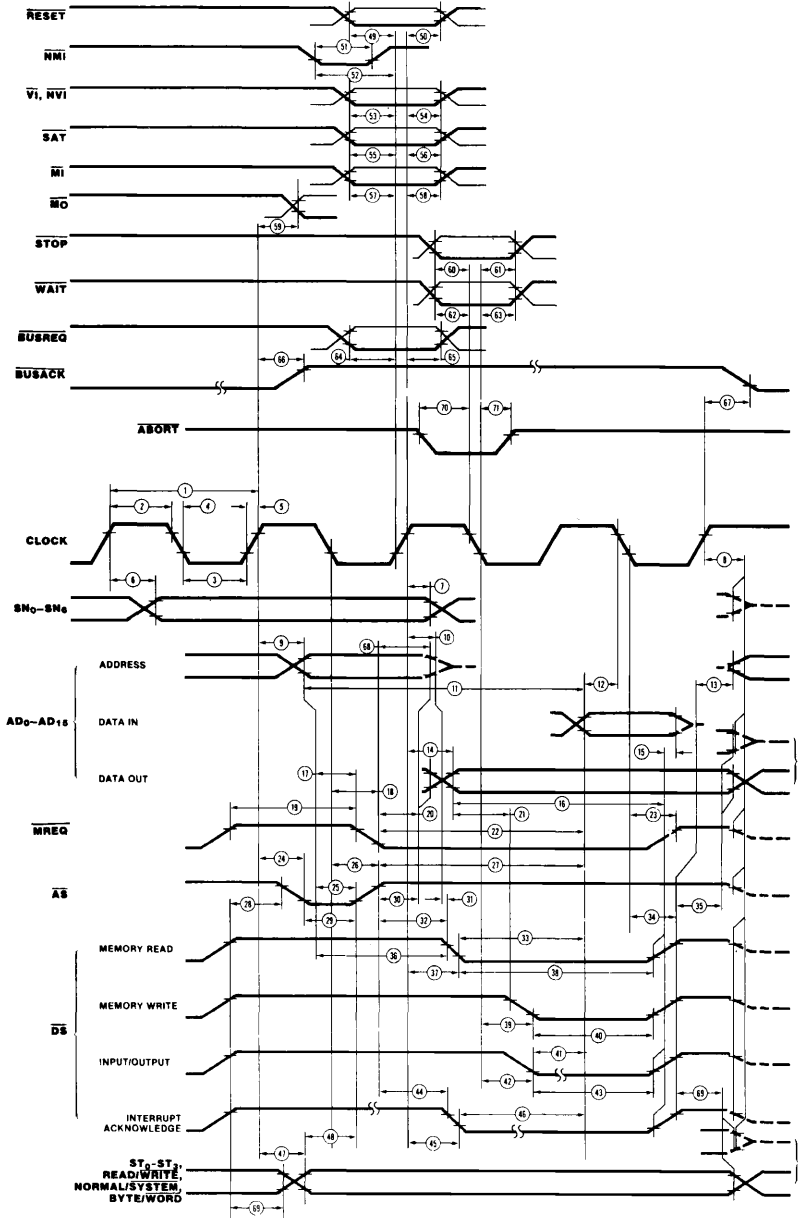 RESET
49 50
NMI
51
52
VI, NVI
53 54
SAT
55 56
MI
57 58
MO
59
STOP
60 61
WAIT
62 63
BUSREQ
64 65
BUSACK
66
67
ABORT
70 71
CLOCK
1
2 4 5
3
8
SN0-SN6
6 7
ADDRESS
9 68 10
11 12 13
AD0-AD15
DATA IN
14 15
DATA OUT
17 18
16
MREQ
19 20 21
22 23
AS
24 26 27
25
28 29 30 31
32 34 35
DS
MEMORY READ
33
36 37 38
MEMORY WRITE
39 40
INPUT/OUTPUT
41
42 43
INTERRUPT
ACKNOWLEDGE
44 46 69
45
47 48
ST0-ST3,
READ/WRITE,
NORMAL/SYSTEM,
BYTE/WORD
69